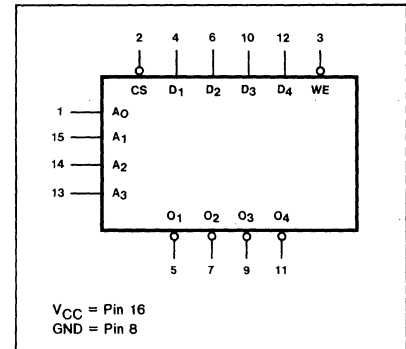 2 4 6 10 12 3
CS D1 D2 D3 D4 WE
1 A0
15 A1
14 A2
13 A3
O1 O2 O3 O4
5 7 9 11
VCC = Pin 16
GND = Pin 8